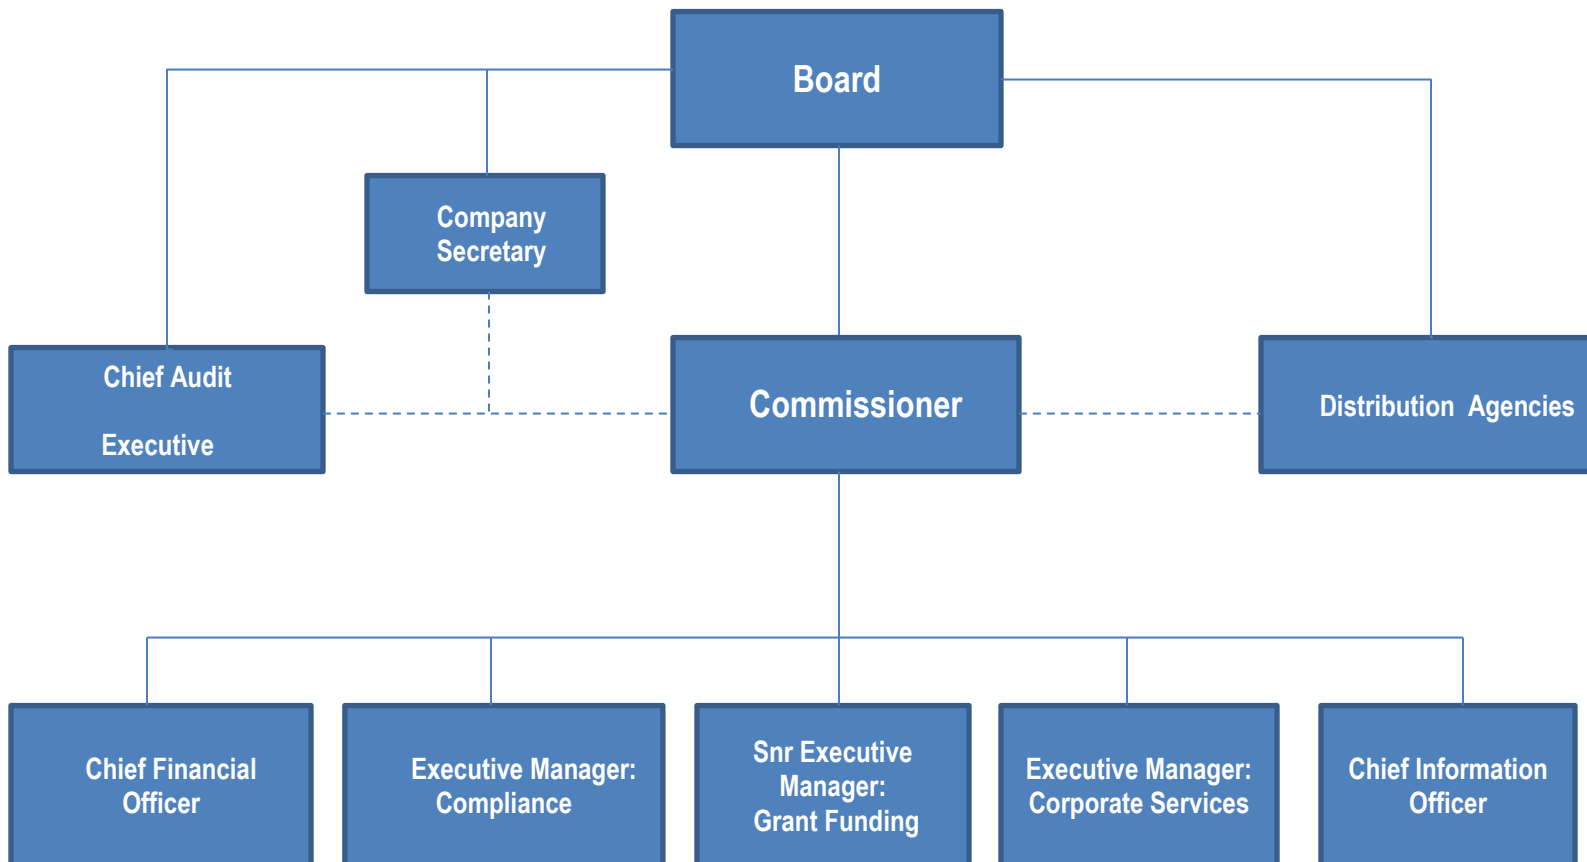 Board
Company
Secretary
Chief Audit
Executive
Commissioner
Distribution Agencies
Chief Financial
Officer
Executive Manager:
Compliance
Snr Executive
Manager:
Grant Funding
Executive Manager:
Corporate Services
Chief Information
Officer